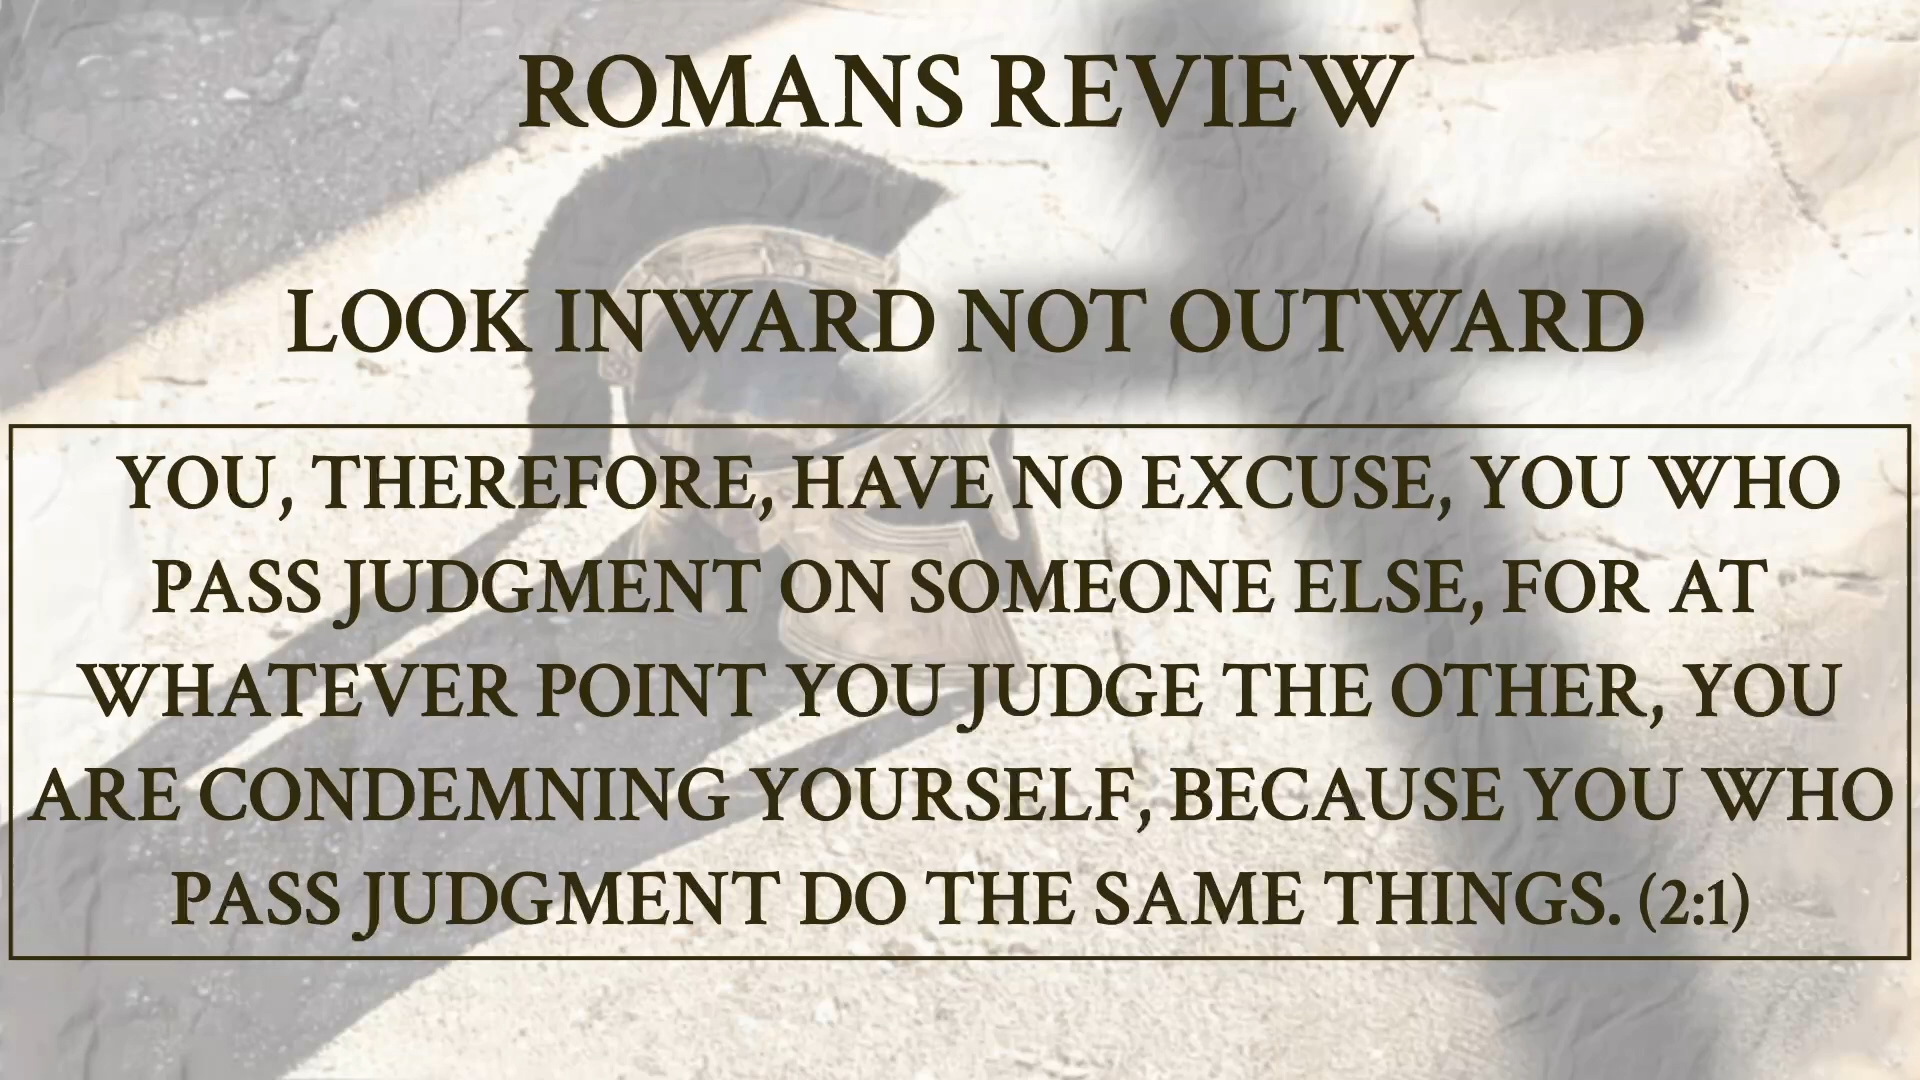 ROMANS REVIEW
LOOK INWARD NOT OUTWARD
YOU, THEREFORE, HAVE NO EXCUSE, YOU WHO
PASS JUDGMENT ON SOMEONE ELSE, FOR AT
WHATEVER POINT YOU JUDGE THE OTHER, YOU
ARE CONDEMNING YOURSELF, BECAUSE YOU WHO
PASS JUDGMENT DO THE SAME THINGS. (2:1)